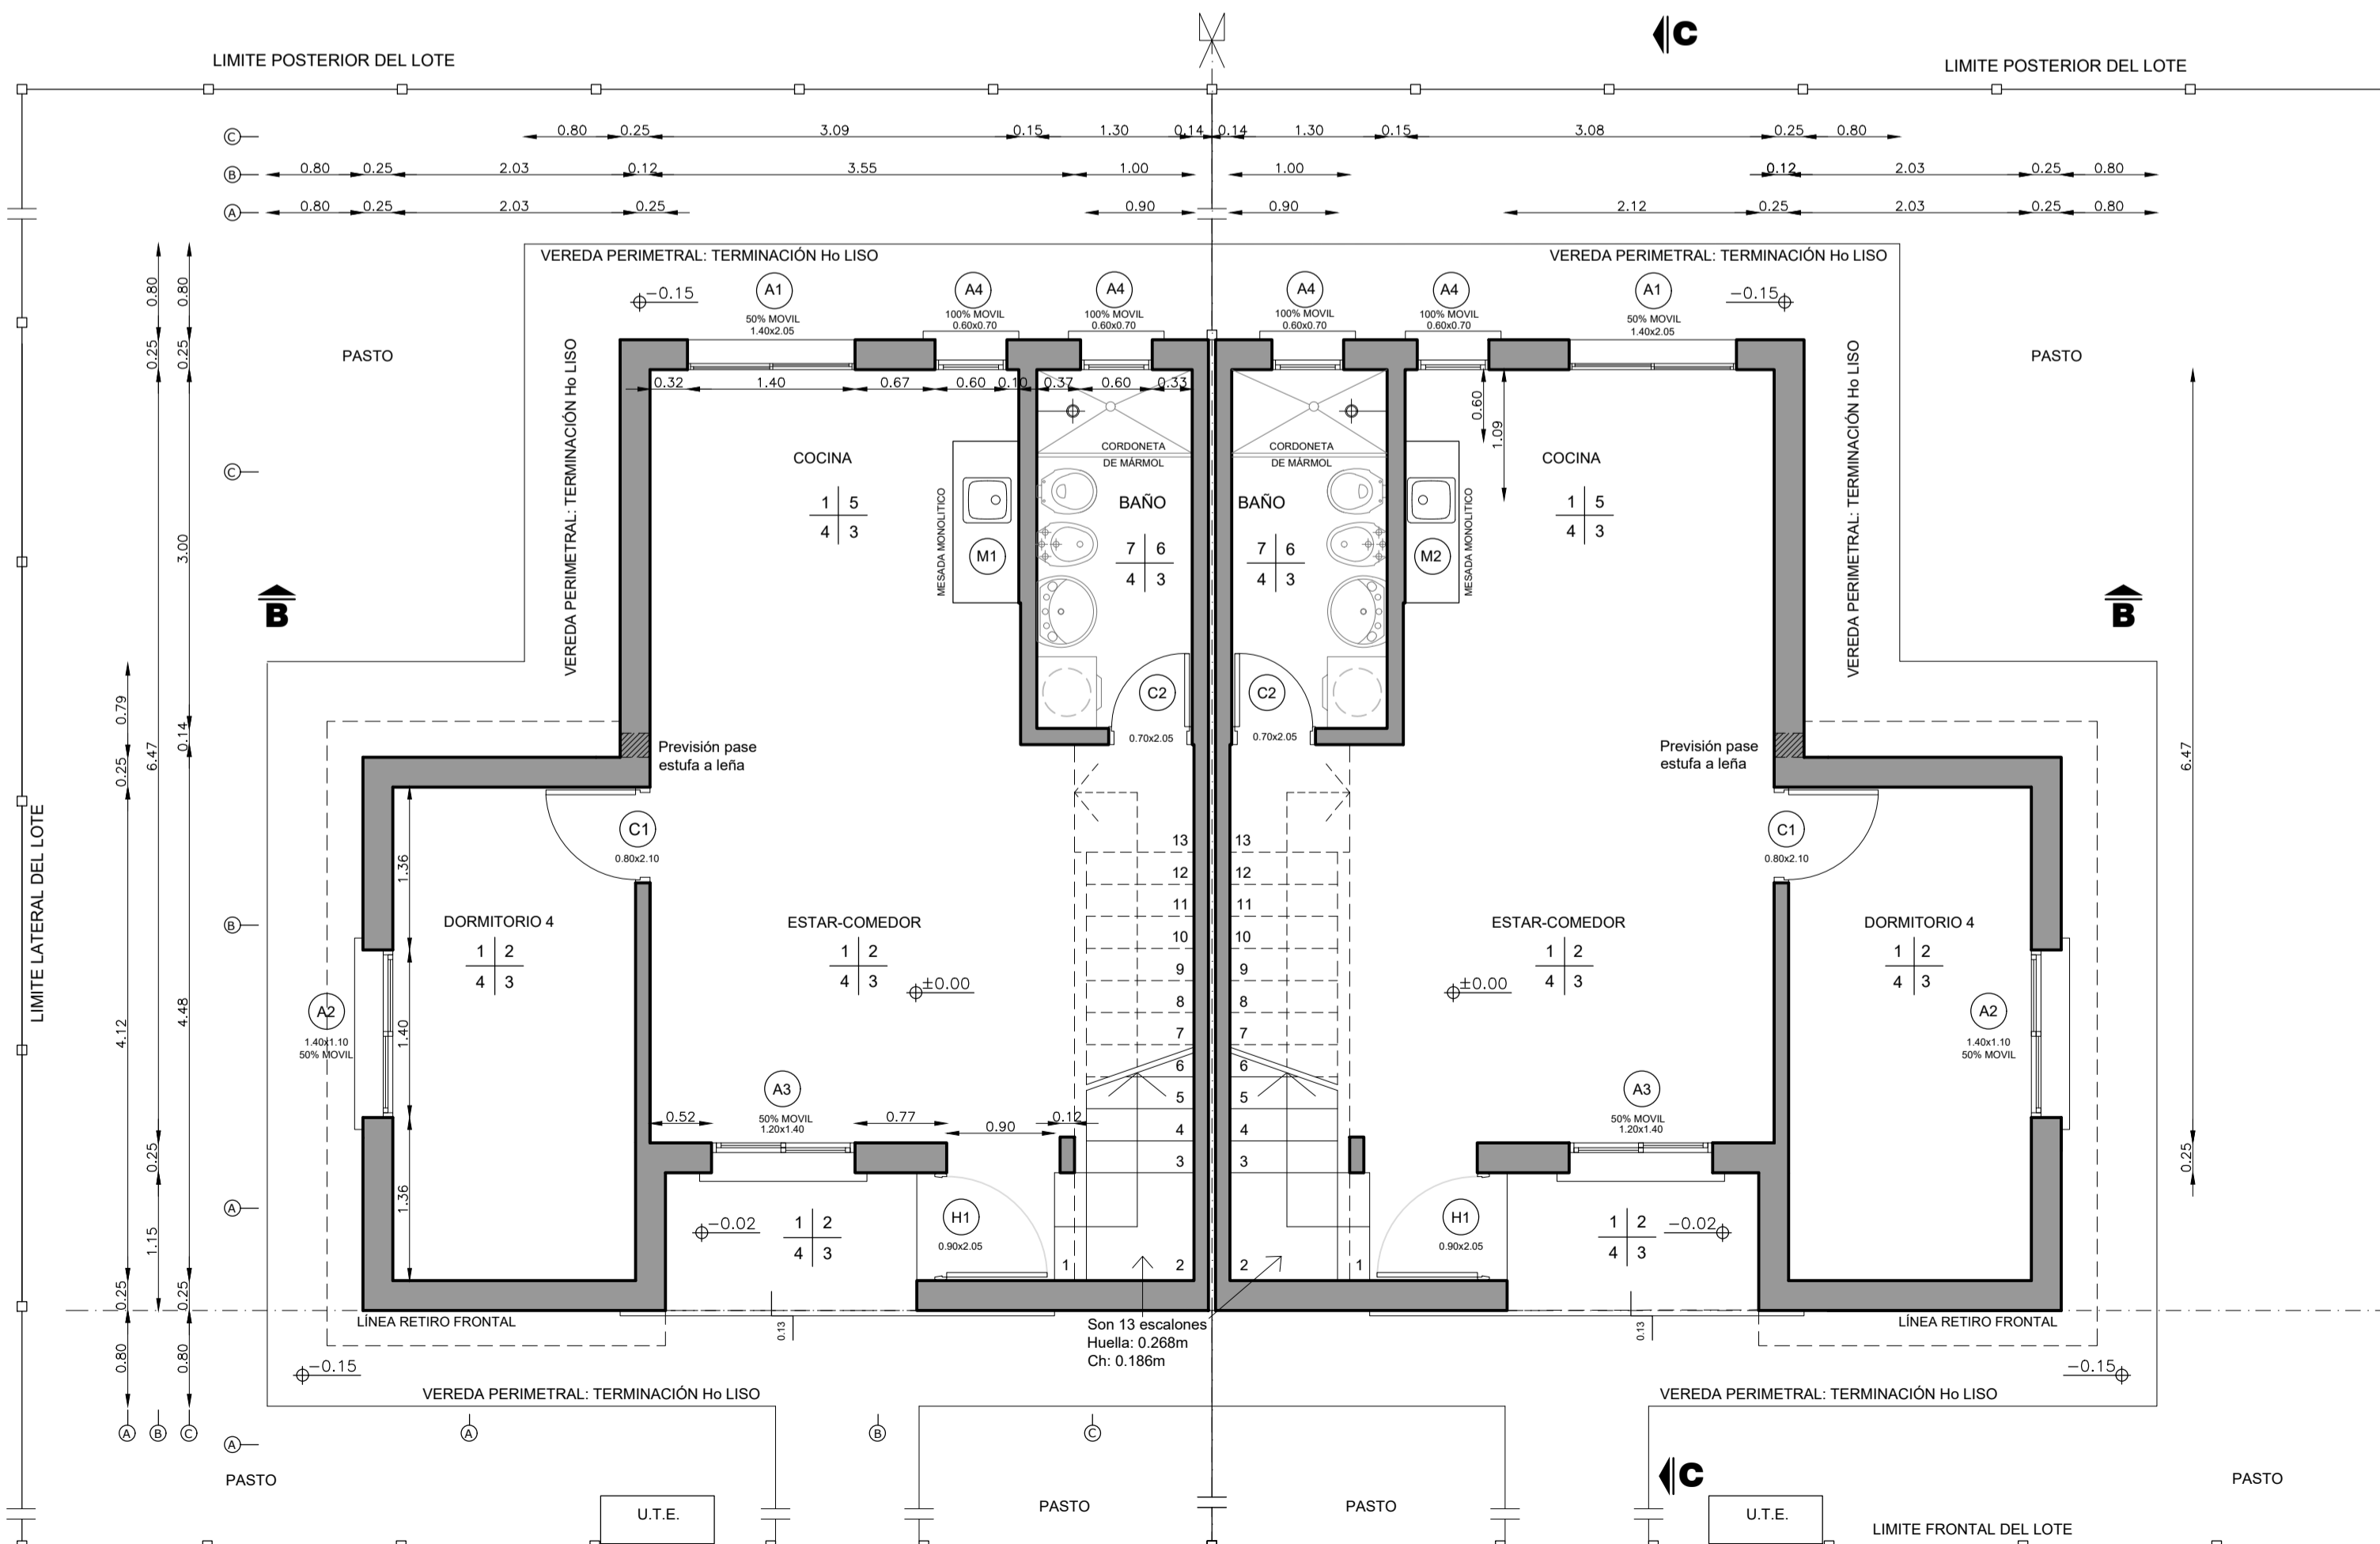 C
LIMITE POSTERIOR DEL LOTE
LIMITE POSTERIOR DEL LOTE
C 0.80 0.25 3.09 0.15 1.30 0.14 0.14 1.30 0.15 3.08 0.25 0.80
B 0.80 0.25 2.03 0.12 3.55 1.00 1.00 0.12 2.03 0.25 0.80
A 0.80 0.25 2.03 0.25 0.90 0.90 2.12 0.25 2.03 0.25 0.80
VEREDA PERIMETRAL: TERMINACIÓN Ho LISO
VEREDA PERIMETRAL: TERMINACIÓN Ho LISO
0.80 0.80
0.25 0.25
−0.15
A1
50% MOVIL
1.40x2.05
A4
100% MOVIL
0.60x0.70
A4
100% MOVIL
0.60x0.70
A4
100% MOVIL
0.60x0.70
A4
100% MOVIL
0.60x0.70
A1
50% MOVIL
1.40x2.05
−0.15
PASTO
PASTO
VEREDA PERIMETRAL: TERMINACIÓN Ho LISO
VEREDA PERIMETRAL: TERMINACIÓN Ho LISO
0.32 1.40 0.67 0.60 0.10 0.37 0.60 0.33
0.60
1.09
C
COCINA
1 5
4 3
MESADA MONOLITICO
M1
CORDONETA
DE MÁRMOL
BAÑO
7 6
4 3
CORDONETA
DE MÁRMOL
BAÑO
7 6
4 3
M2
MESADA MONOLITICO
COCINA
1 5
4 3
3.00
B
B
C2
0.70x2.05
C2
0.70x2.05
0.79
0.14
6.47
0.25
6.47
Previsión pase
estufa a leña
Previsión pase
estufa a leña
LIMITE LATERAL DEL LOTE
C1
0.80x2.10
C1
0.80x2.10
1.36
B
DORMITORIO 4
1 2
4 3
ESTAR-COMEDOR
1 2
4 3
±0.00
ESTAR-COMEDOR
1 2
4 3
±0.00
DORMITORIO 4
1 2
4 3
13 13
12 12
11 11
10 10
9 9
8 8
7 7
6 6
5 5
4 4
3 3
4.12
4.48
A2
1.40x1.10
50% MOVIL
1.40
A2
1.40x1.10
50% MOVIL
A3
50% MOVIL
1.20x1.40
A3
50% MOVIL
1.20x1.40
0.52 0.77
0.90
0.12
0.25
0.25
A
1.36
1.15
−0.02
1 2
4 3
H1
0.90x2.05
1 2
2 1
H1
0.90x2.05
1 2
4 3
−0.02
0.25 0.25
LÍNEA RETIRO FRONTAL
0.13
Son 13 escalones
Huella: 0.268m
Ch: 0.186m
0.13
LÍNEA RETIRO FRONTAL
0.80 0.80
−0.15
−0.15
VEREDA PERIMETRAL: TERMINACIÓN Ho LISO
VEREDA PERIMETRAL: TERMINACIÓN Ho LISO
A B C
A
A
B
C
PASTO
PASTO
PASTO
C
PASTO
U.T.E.
U.T.E.
LIMITE FRONTAL DEL LOTE